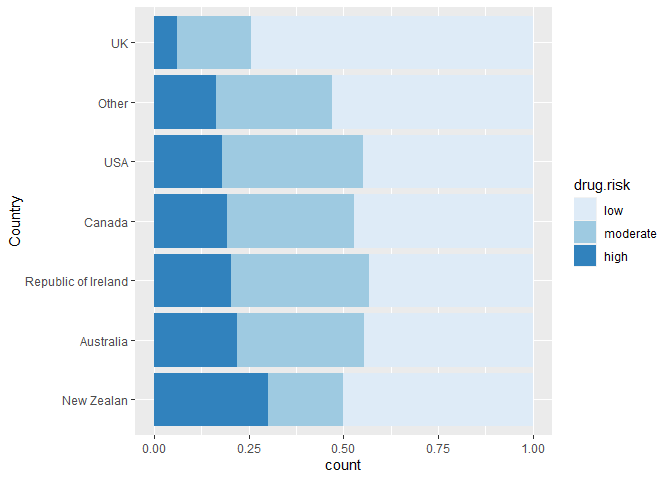 UK
Other
USA
Canada
Republic of Ireland
Australia
New Zealan
Country
0.00 0.25 0.50 0.75 1.00
count
drug.risk
low
moderate
high